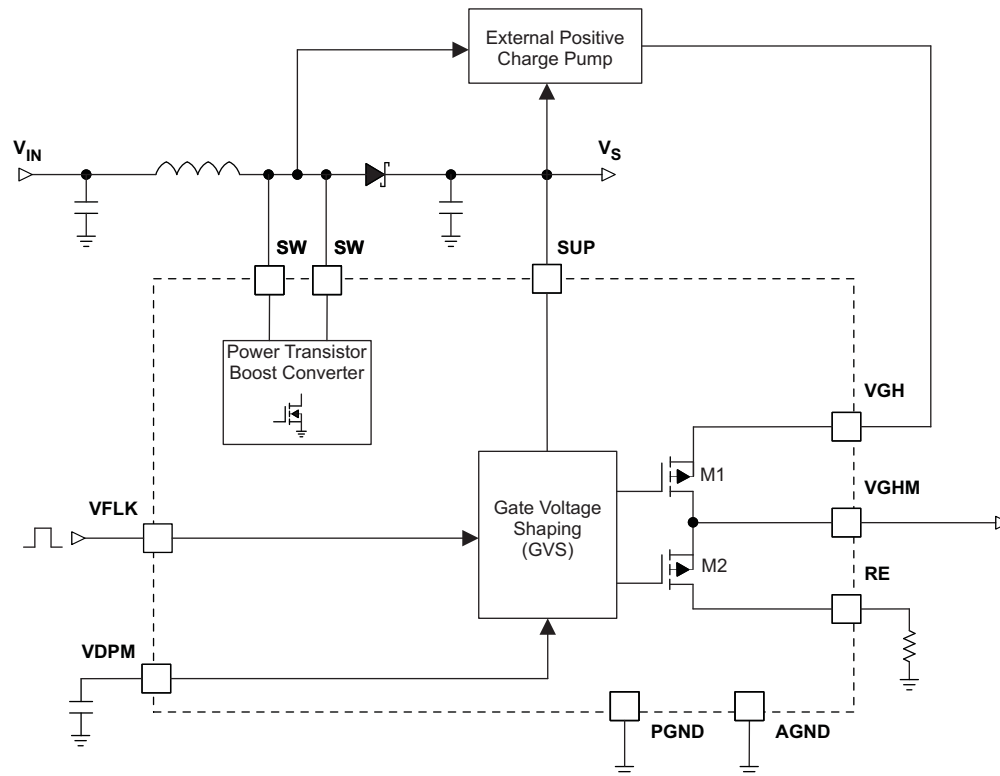 External Positive
Charge Pump
V_IN
V_S
SW
SW
SUP
Power Transistor
Boost Converter
VGH
M1
VFLK
Gate Voltage
Shaping
(GVS)
VGHM
M2
RE
VDPM
PGND
AGND